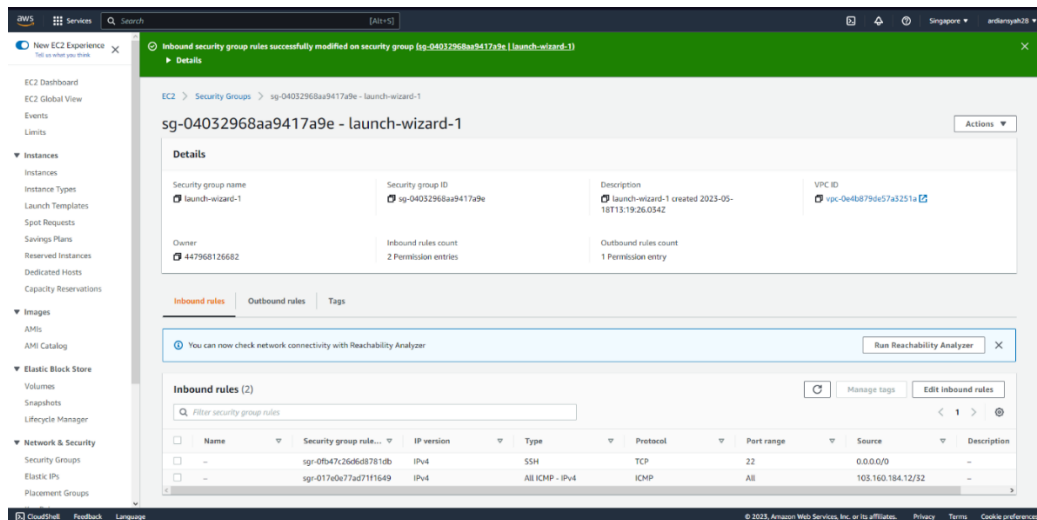 aws Services Search [Alt+S] Singapore ▼ ardiansyah28 ▼
New EC2 Experience
Tell us what you think
EC2 Dashboard
EC2 Global View
Events
Limits
▼ Instances
Instances
Instance Types
Launch Templates
Spot Requests
Savings Plans
Reserved Instances
Dedicated Hosts
Capacity Reservations
▼ Images
AMIs
AMI Catalog
▼ Elastic Block Store
Volumes
Snapshots
Lifecycle Manager
▼ Network & Security
Security Groups
Elastic IPs
Placement Groups
Inbound security group rules successfully modified on security group (sg-04032968aa9417a9e | launch-wizard-1)
▶ Details
EC2 > Security Groups > sg-04032968aa9417a9e - launch-wizard-1
sg-04032968aa9417a9e - launch-wizard-1
Actions ▼
Details
Security group name Security group ID Description VPC ID
launch-wizard-1 sg-04032968aa9417a9e launch-wizard-1 created 2023-05-18T13:19:26.034Z vpc-0e4b879de57a3251a
Owner Inbound rules count Outbound rules count
447968126682 2 Permission entries 1 Permission entry
Inbound rules Outbound rules Tags
You can now check network connectivity with Reachability Analyzer Run Reachability Analyzer
Inbound rules (2) Manage tags Edit inbound rules
Filter security group rules < 1 >
Name Security group rule... IP version Type Protocol Port range Source Description
– sgr-0fb47c26d6d8781db IPv4 SSH TCP 22 0.0.0.0/0 –
– sgr-017e0e77ad71f1649 IPv4 All ICMP - IPv4 ICMP All 103.160.184.12/32 –
CloudShell Feedback Language © 2023, Amazon Web Services, Inc. or its affiliates. Privacy Terms Cookie preferences